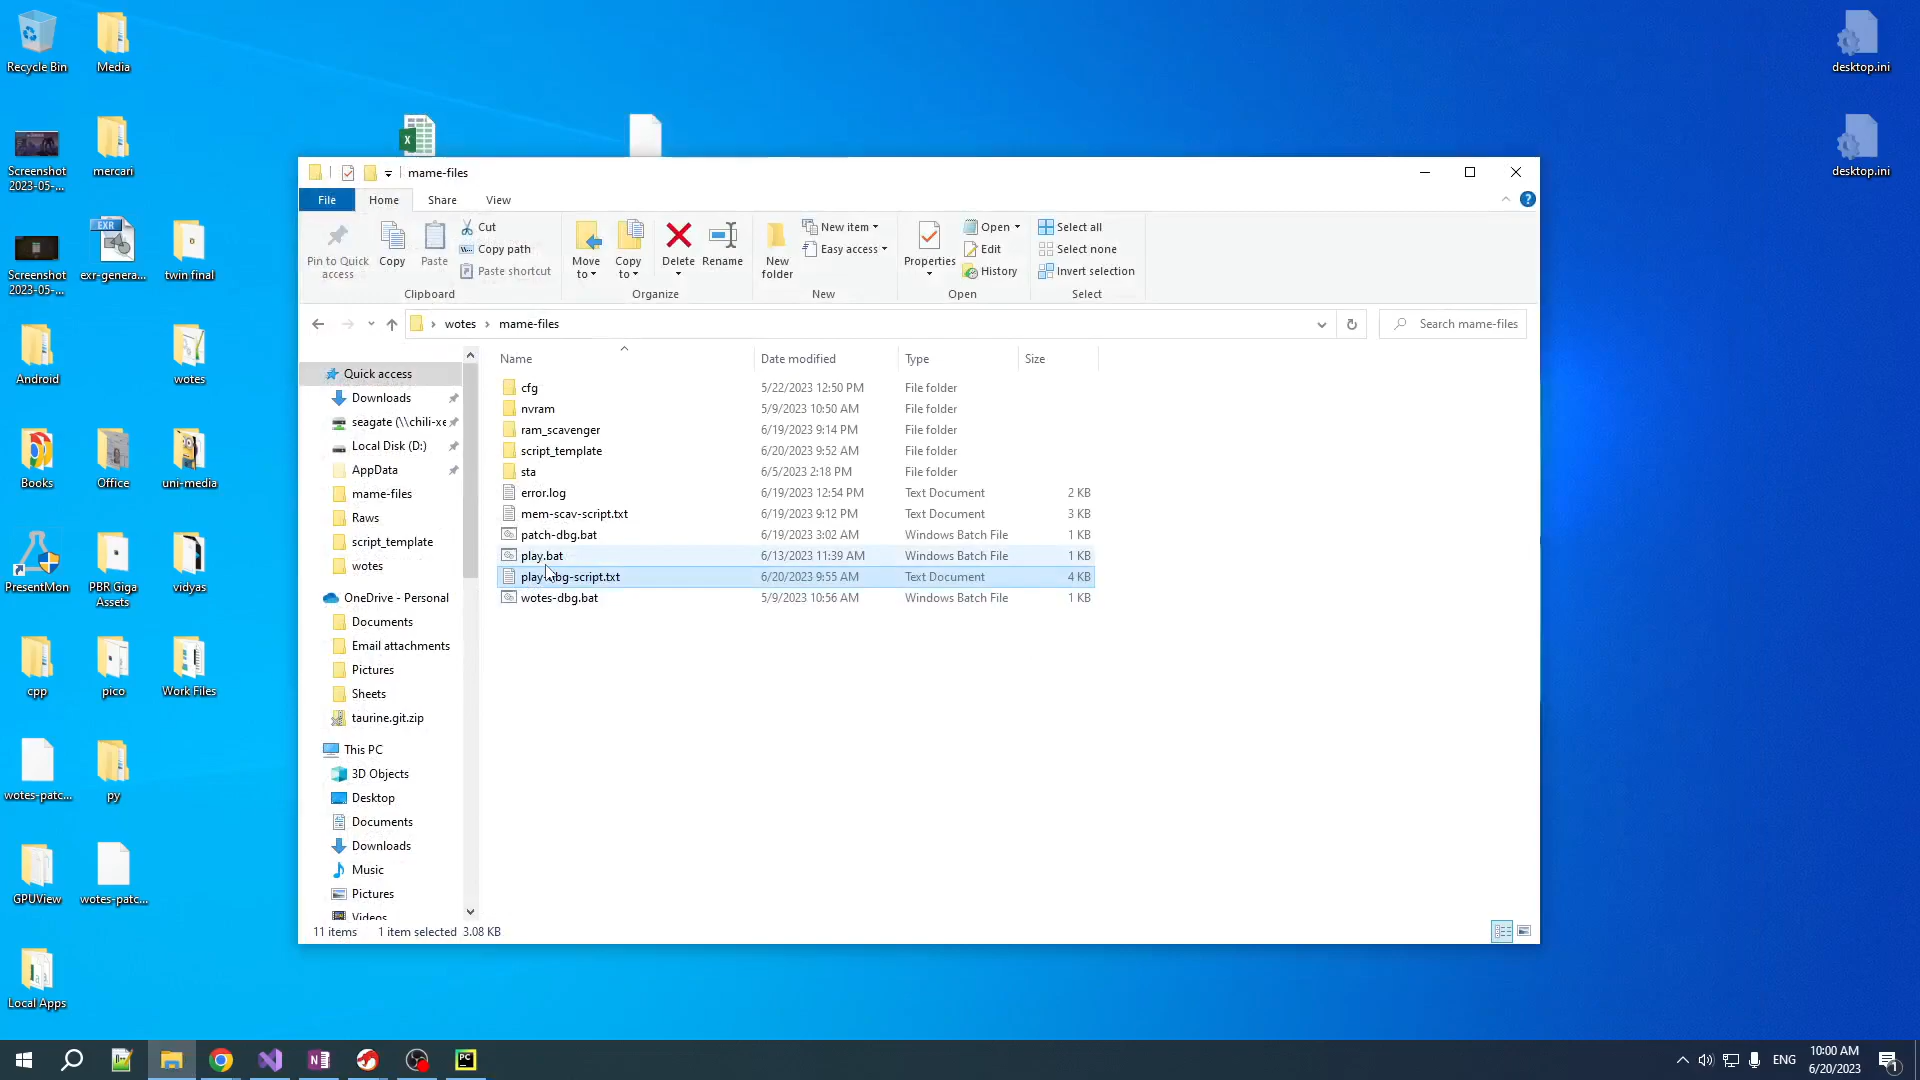 Recycle Bin
Media
desktop.ini
Screenshot
2023-05-...
mercari
desktop.ini
Screenshot
2023-05-...
EXR
exr-genera...
twin final
Android
wotes
Books
Office
uni-media
PresentMon
PBR Giga
Assets
vidyas
cpp
pico
Work Files
wotes-patc...
py
GPUView
wotes-patc...
Local Apps
mame-files
File
Home
Share
View
Pin to Quick
access
Copy
Paste
Cut
Copy path
Paste shortcut
Clipboard
Move
to
Copy
to
Delete
Rename
Organize
New
folder
New item
Easy access
New
Properties
Open
Edit
History
Open
Select all
Select none
Invert selection
Select
wotes
mame-files
Search mame-files
Quick access
Downloads
seagate (\\chili-xe
Local Disk (D:)
AppData
mame-files
Raws
script_template
wotes
OneDrive - Personal
Documents
Email attachments
Pictures
Sheets
taurine.git.zip
This PC
3D Objects
Desktop
Documents
Downloads
Music
Pictures
Videos
Name Date modified Type Size
cfg 5/22/2023 12:50 PM File folder
nvram 5/9/2023 10:50 AM File folder
ram_scavenger 6/19/2023 9:14 PM File folder
script_template 6/20/2023 9:52 AM File folder
sta 6/5/2023 2:18 PM File folder
error.log 6/19/2023 12:54 PM Text Document 2 KB
mem-scav-script.txt 6/19/2023 9:12 PM Text Document 3 KB
patch-dbg.bat 6/19/2023 3:02 AM Windows Batch File 1 KB
play.bat 6/13/2023 11:39 AM Windows Batch File 1 KB
play-dbg-script.txt 6/20/2023 9:55 AM Text Document 4 KB
wotes-dbg.bat 5/9/2023 10:56 AM Windows Batch File 1 KB
11 items 1 item selected 3.08 KB
ENG
10:00 AM
6/20/2023
1